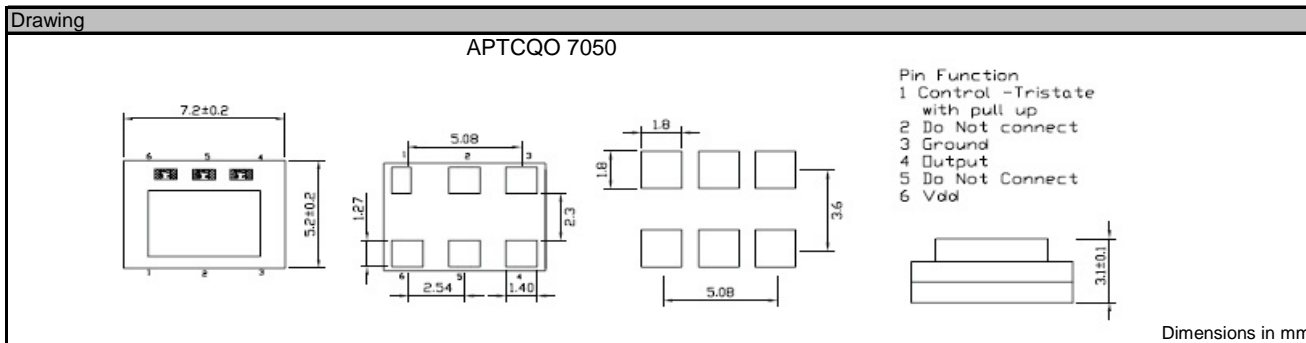 Drawing
APTCQO 7050
7.2±0.2
6 5 4
5.2±0.2
1 2 3
5.08
1 2 3
1.27
2.3
6 5 4
2.54
1.40
1.8
1.8
3.6
5.08
Pin Function
1 Control -Tristate
with pull up
2 Do Not connect
3 Ground
4 Output
5 Do Not Connect
6 Vdd
3.1±0.1
Dimensions in mm